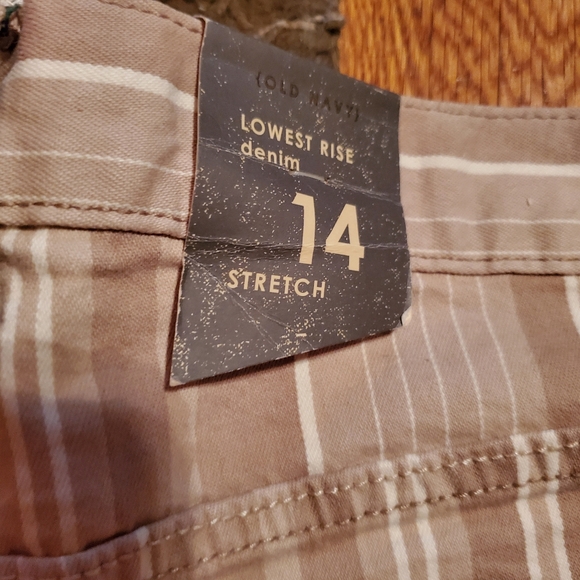 {OLD NAVY}
LOWEST RISE
denim
14
STRETCH